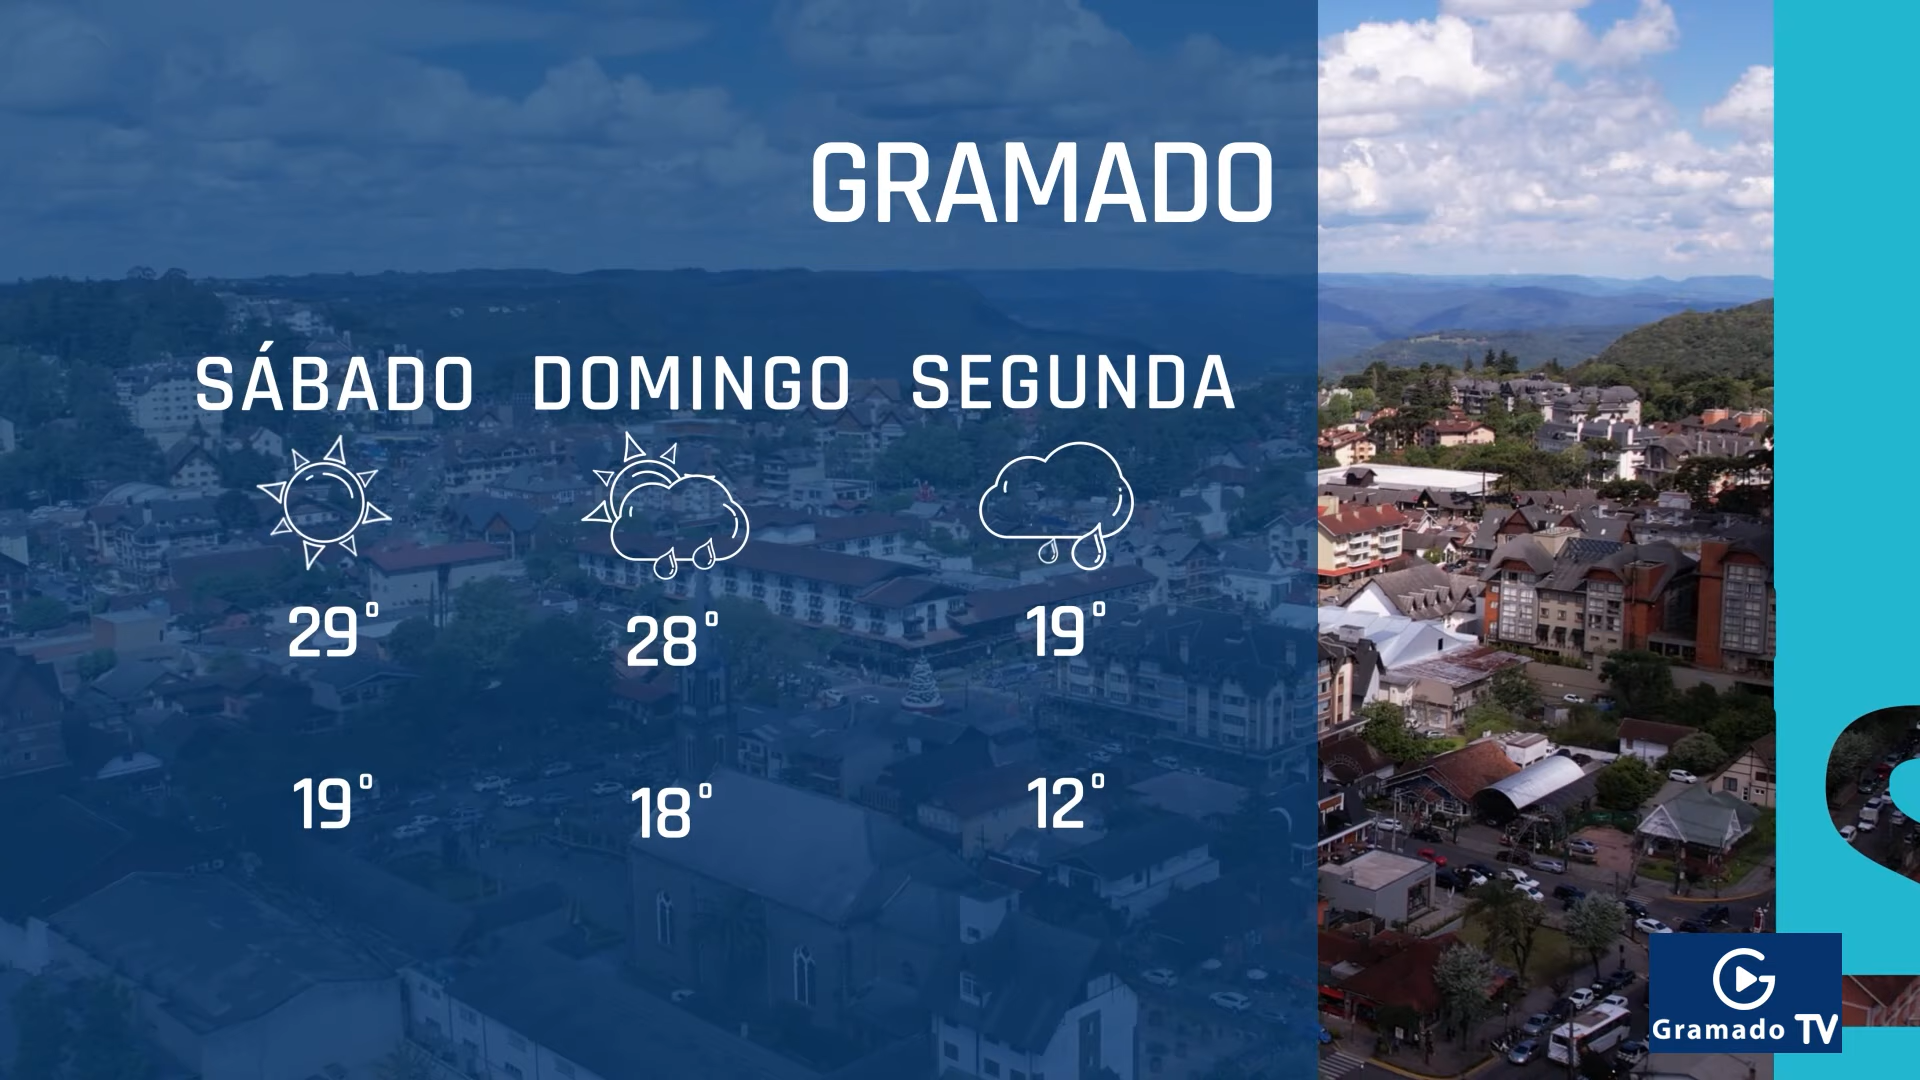 GRAMADO
SÁBADO DOMINGO SEGUNDA
29° 28° 19°
19° 18° 12°
Gramado TV